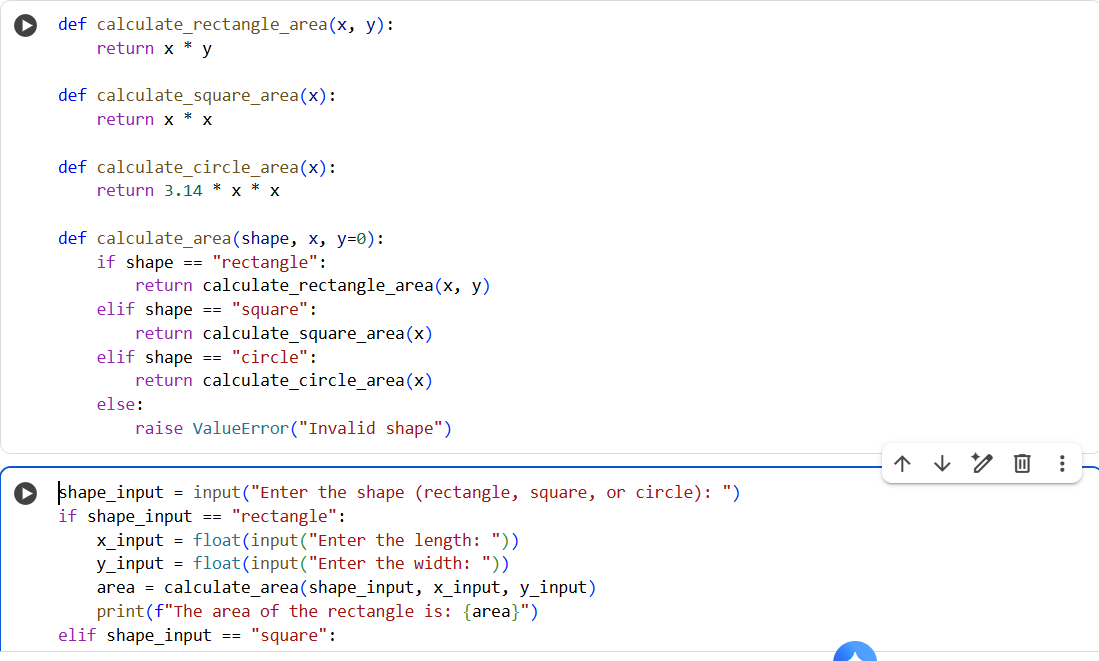 def calculate_rectangle_area(x, y):
    return x * y

def calculate_square_area(x):
    return x * x

def calculate_circle_area(x):
    return 3.14 * x * x

def calculate_area(shape, x, y=0):
    if shape == "rectangle":
        return calculate_rectangle_area(x, y)
    elif shape == "square":
        return calculate_square_area(x)
    elif shape == "circle":
        return calculate_circle_area(x)
    else:
        raise ValueError("Invalid shape")

shape_input = input("Enter the shape (rectangle, square, or circle): ")
if shape_input == "rectangle":
    x_input = float(input("Enter the length: "))
    y_input = float(input("Enter the width: "))
    area = calculate_area(shape_input, x_input, y_input)
    print(f"The area of the rectangle is: {area}")
elif shape_input == "square":